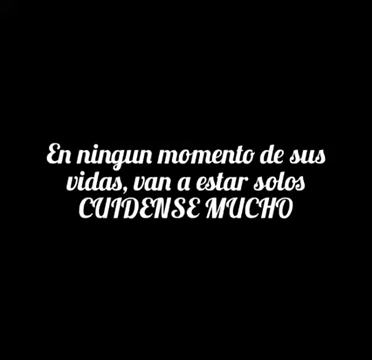 En ningun momento de sus
vidas, van a estar solos
CUIDENSE MUCHO